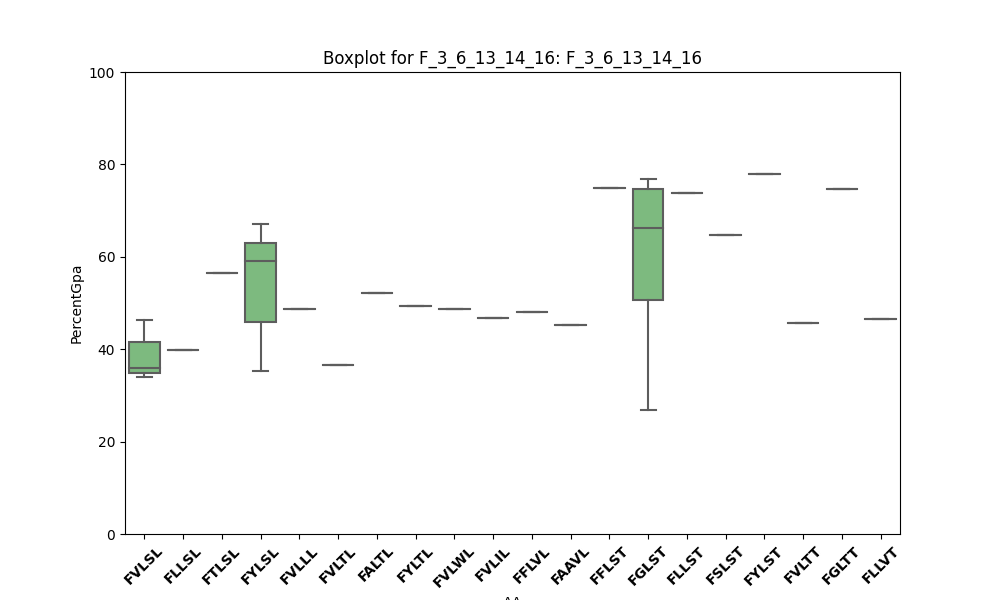 Boxplot for F_3_6_13_14_16: F_3_6_13_14_16
PercentGpa
100
80
60
40
20
0
FVLSL
FLLSL
FTLSL
FYLSL
FVLLL
FVLTL
FALTL
FYLTL
FVLWL
FVLIL
FFLVL
FAAVL
FFLST
FGLST
FLLST
FSLST
FYLST
FVLTT
FGLTT
FLLVT